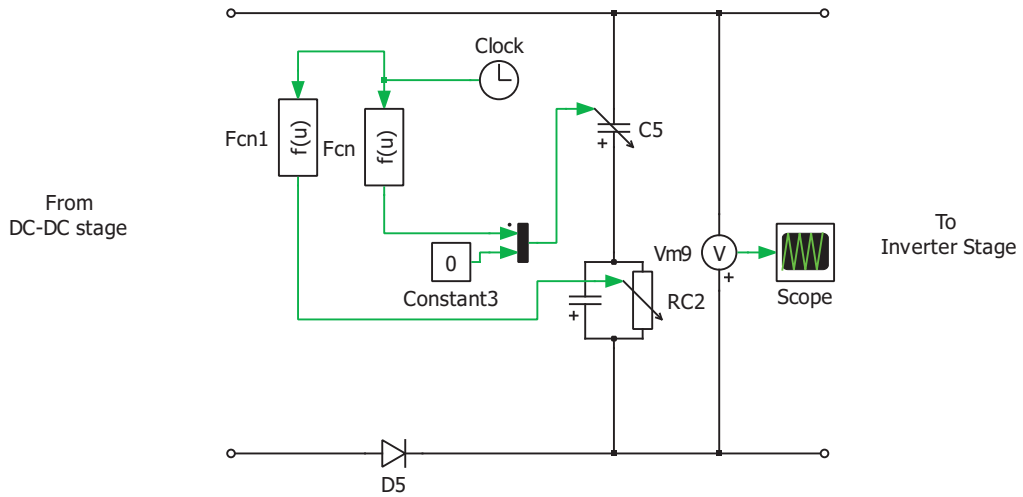 Clock
f(u)
f(u)
Fcn1
Fcn
C5
+
From
DC-DC stage
0
Constant3
Vm9
V
+
Scope
To
Inverter Stage
RC2
+
D5